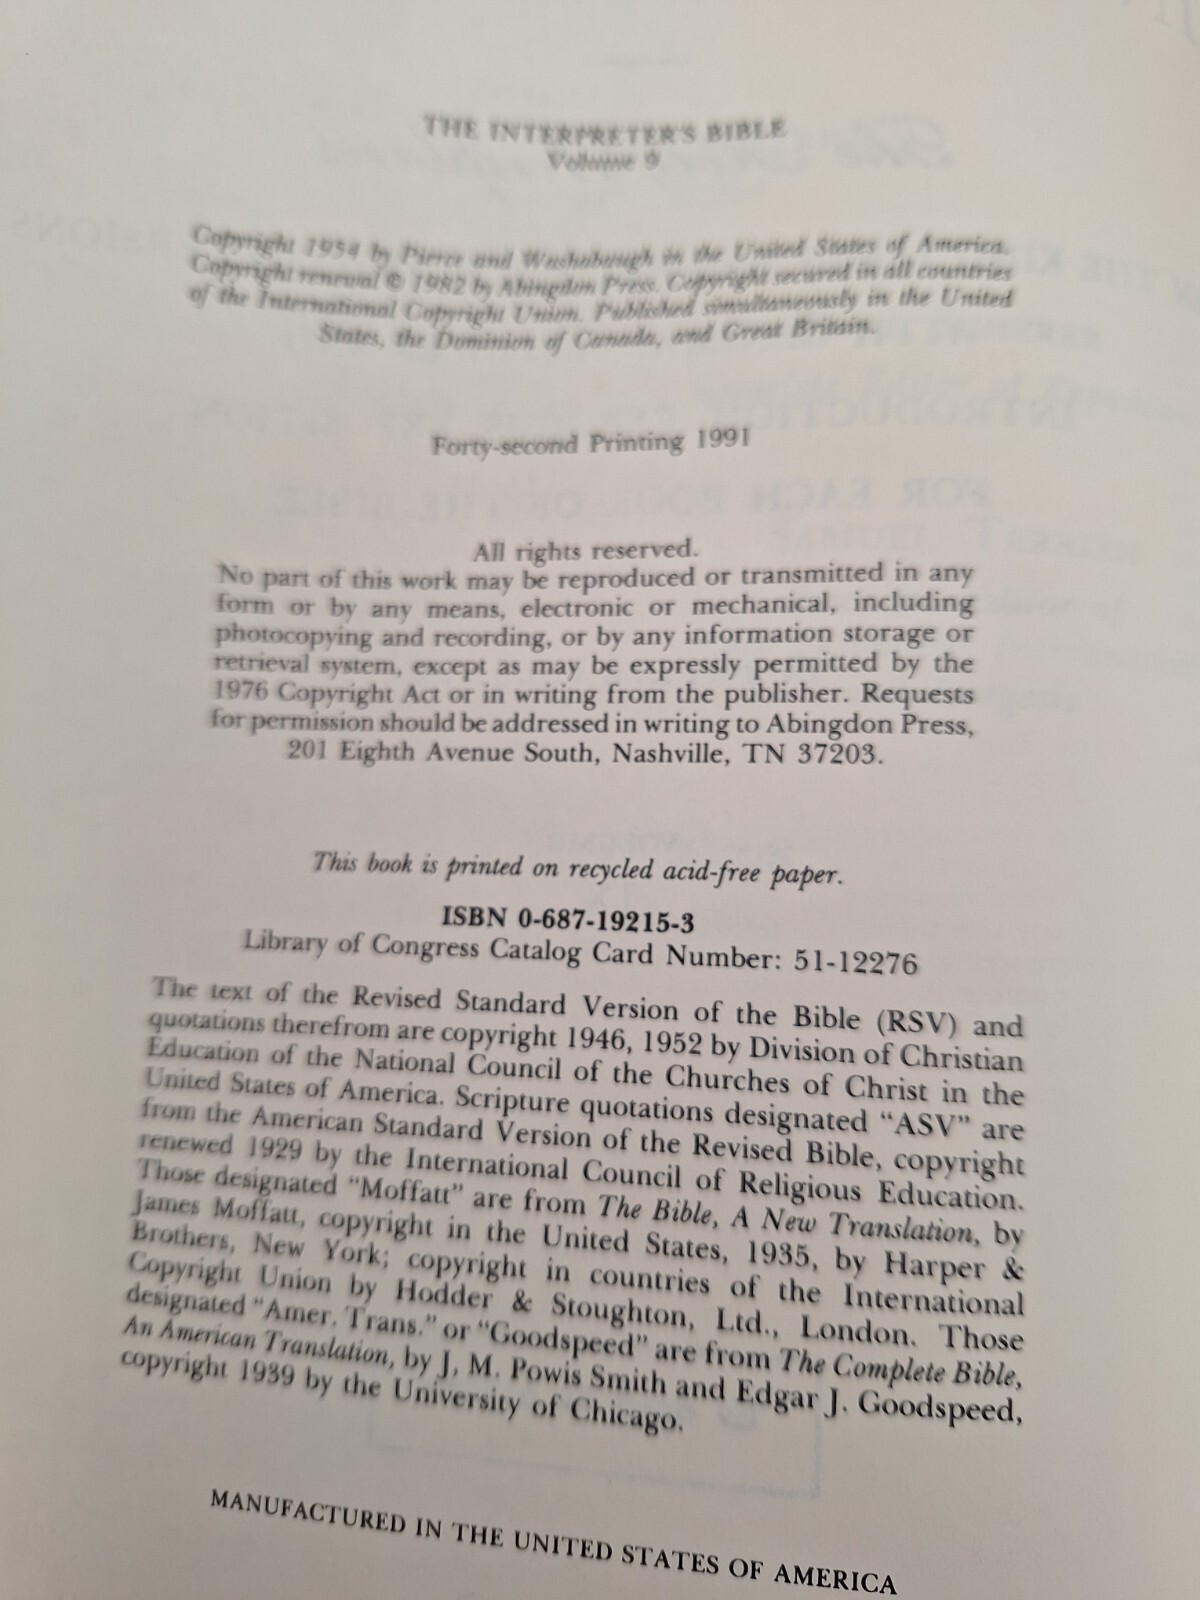 THE INTERPRETER'S BIBLE
Volume 9
Copyright 1954 by Pierce and Washabaugh in the United States of America.
Copyright renewal © 1982 by Abingdon Press. Copyright secured in all countries
of the International Copyright Union. Published simultaneously in the United
States, the Dominion of Canada, and Great Britain.
Forty-second Printing 1991
All rights reserved.
No part of this work may be reproduced or transmitted in any
form or by any means, electronic or mechanical, including
photocopying and recording, or by any information storage or
retrieval system, except as may be expressly permitted by the
1976 Copyright Act or in writing from the publisher. Requests
for permission should be addressed in writing to Abingdon Press,
201 Eighth Avenue South, Nashville, TN 37203.
This book is printed on recycled acid-free paper.
ISBN 0-687-19215-3
Library of Congress Catalog Card Number: 51-12276
The text of the Revised Standard Version of the Bible (RSV) and
quotations therefrom are copyright 1946, 1952 by Division of Christian
Education of the National Council of the Churches of Christ in the
United States of America. Scripture quotations designated "ASV" are
from the American Standard Version of the Revised Bible, copyright
renewed 1929 by the International Council of Religious Education.
Those designated "Moffatt" are from The Bible, A New Translation, by
James Moffatt, copyright in the United States, 1935, by Harper &
Brothers, New York; copyright in countries of the International
Copyright Union by Hodder & Stoughton, Ltd., London. Those
designated "Amer. Trans." or "Goodspeed" are from The Complete Bible,
An American Translation, by J. M. Powis Smith and Edgar J. Goodspeed,
copyright 1939 by the University of Chicago.
MANUFACTURED IN THE UNITED STATES OF AMERICA